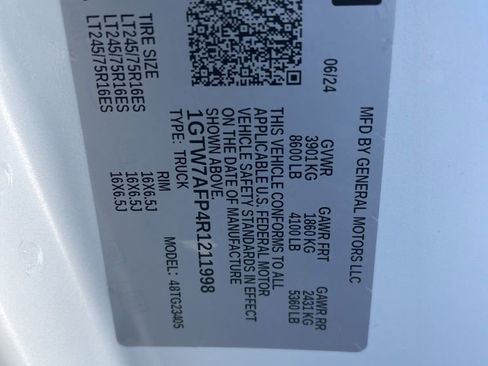 MFD BY GENERAL MOTORS LLC
06/24
GVWR GAWR FRT GAWR RR
3901 KG 1860 KG 2431 KG
8600 LB 4100 LB 5360 LB
THIS VEHICLE CONFORMS TO ALL
APPLICABLE U.S. FEDERAL MOTOR
VEHICLE SAFETY STANDARDS IN EFFECT
ON THE DATE OF MANUFACTURE
SHOWN ABOVE.
1GTW7AFP4R1211998
TYPE: TRUCK 48TG23405
TIRE SIZE RIM
LT245/75R16ES 16X6.5J
LT245/75R16ES 16X6.5J
LT245/75R16ES 16X6.5J